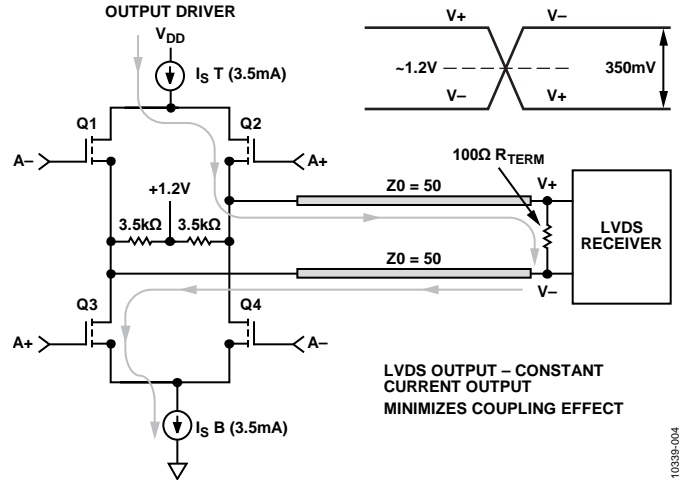 OUTPUT DRIVER
VDD
IS T (3.5mA)
V+
V–
~1.2V
350mV
V–
V+
Q1
Q2
A–
A+
+1.2V
3.5kΩ
3.5kΩ
100Ω RTERM
Z0 = 50
V+
LVDS
RECEIVER
Z0 = 50
V–
Q3
Q4
A+
A–
LVDS OUTPUT – CONSTANT
CURRENT OUTPUT
MINIMIZES COUPLING EFFECT
IS B (3.5mA)
10339-004